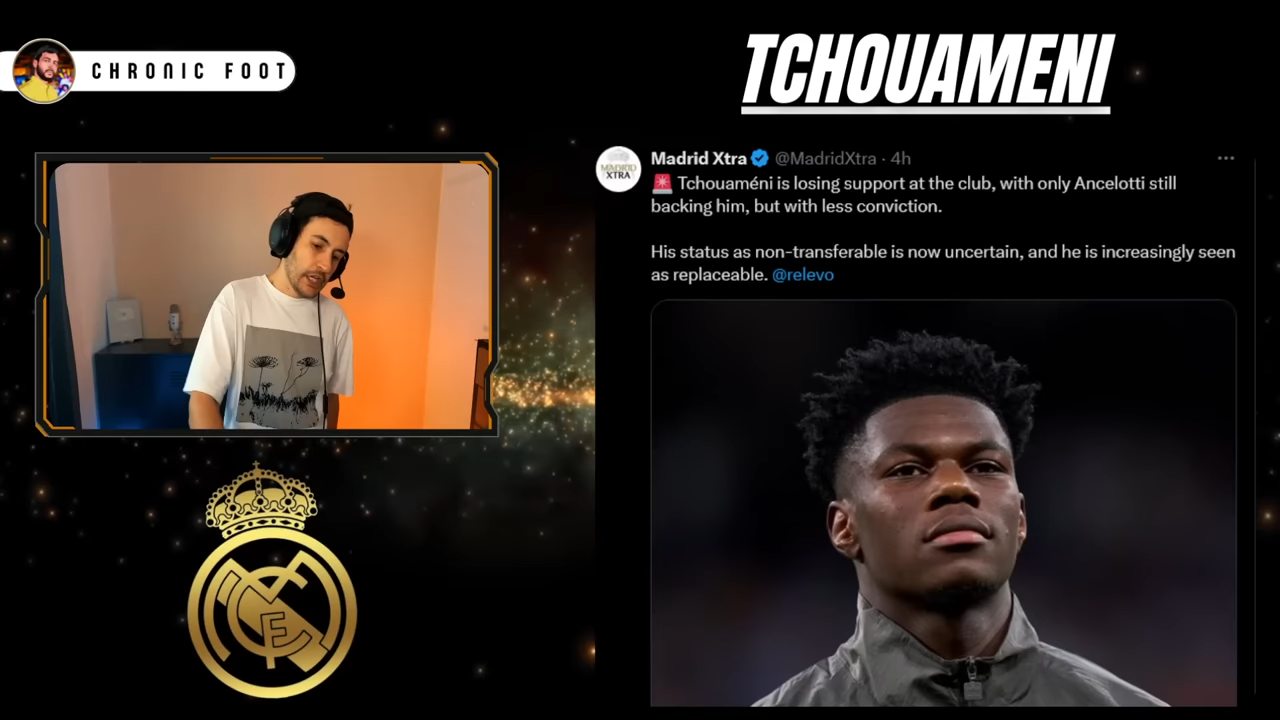 CHRONIC FOOT
TCHOUAMENI
MADRID
XTRA
Madrid Xtra @MadridXtra · 4h
🚨 Tchouaméni is losing support at the club, with only Ancelotti still
backing him, but with less conviction.
His status as non-transferable is now uncertain, and he is increasingly seen
as replaceable. @relevo